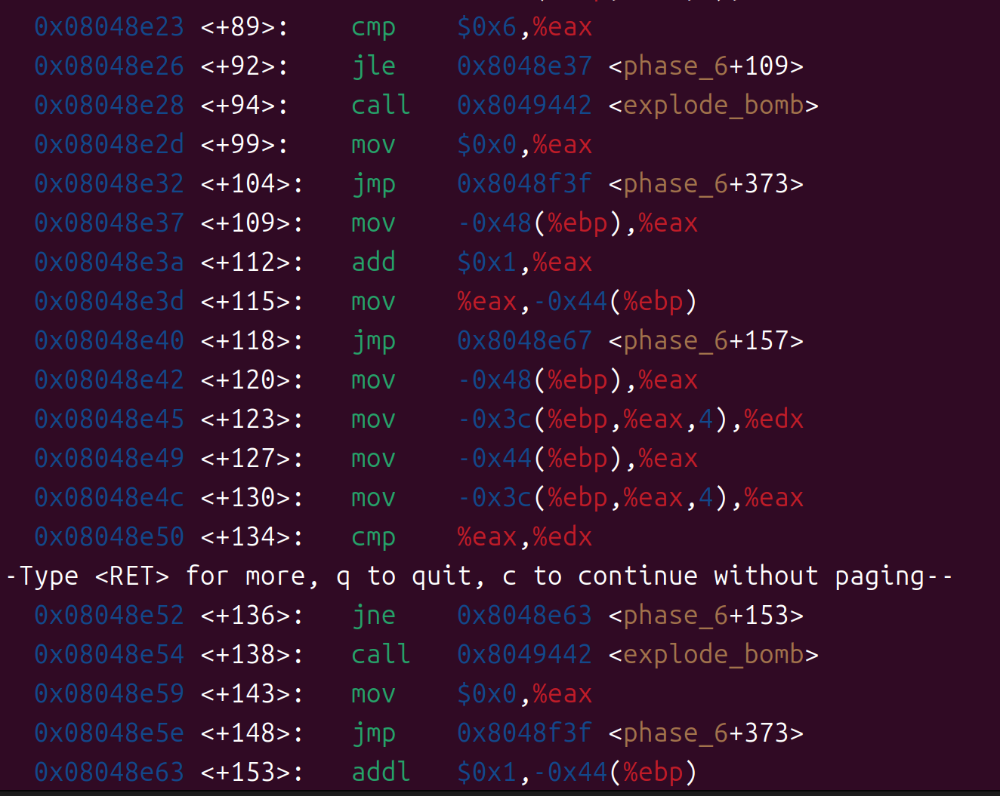 0x08048e23 <+89>: cmp $0x6,%eax
0x08048e26 <+92>: jle 0x8048e37 <phase_6+109>
0x08048e28 <+94>: call 0x8049442 <explode_bomb>
0x08048e2d <+99>: mov $0x0,%eax
0x08048e32 <+104>: jmp 0x8048f3f <phase_6+373>
0x08048e37 <+109>: mov -0x48(%ebp),%eax
0x08048e3a <+112>: add $0x1,%eax
0x08048e3d <+115>: mov %eax,-0x44(%ebp)
0x08048e40 <+118>: jmp 0x8048e67 <phase_6+157>
0x08048e42 <+120>: mov -0x48(%ebp),%eax
0x08048e45 <+123>: mov -0x3c(%ebp,%eax,4),%edx
0x08048e49 <+127>: mov -0x44(%ebp),%eax
0x08048e4c <+130>: mov -0x3c(%ebp,%eax,4),%eax
0x08048e50 <+134>: cmp %eax,%edx
-Type <RET> for more, q to quit, c to continue without paging--
0x08048e52 <+136>: jne 0x8048e63 <phase_6+153>
0x08048e54 <+138>: call 0x8049442 <explode_bomb>
0x08048e59 <+143>: mov $0x0,%eax
0x08048e5e <+148>: jmp 0x8048f3f <phase_6+373>
0x08048e63 <+153>: addl $0x1,-0x44(%ebp)